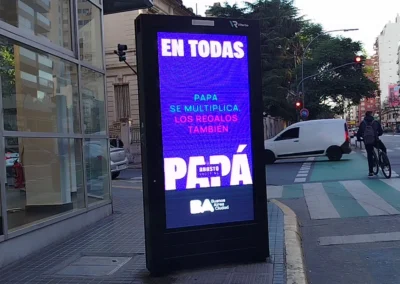 EN TODAS
PAPA
SE MULTIPLICA,
LOS REGALOS
TAMBIÉN
PAPÁ
BA
Buenos
Aires
Ciudad